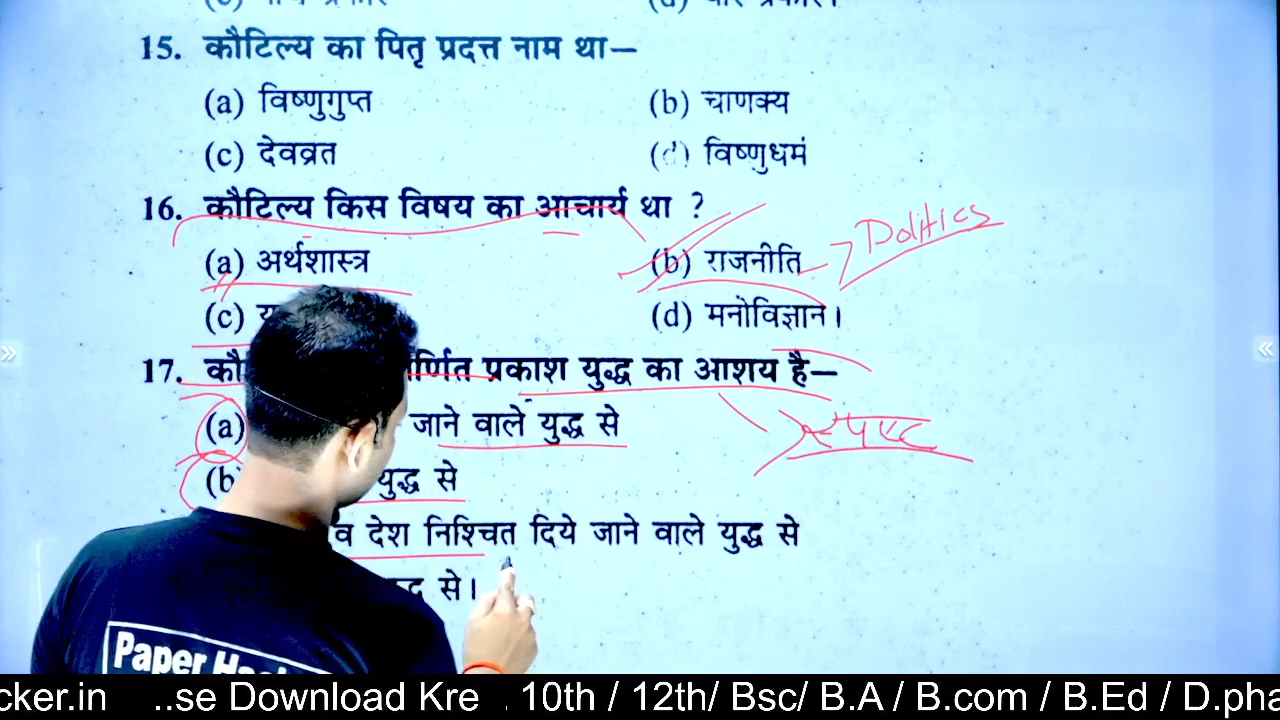 15. कौटिल्य का पितृ प्रदत्त नाम था—
(a) विष्णुगुप्त (b) चाणक्य
(c) देवव्रत (d) विष्णुधमं
16. कौटिल्य किस विषय का आचार्य था ?
(a) अर्थशास्त्र (b) राजनीति Politics
(c) (d) मनोविज्ञान।
17. प्रकाश युद्ध का आशय है—
(a) जाने वाले युद्ध से स्पष्ट
(b) युद्ध से
व देश निश्चित दिये जाने वाले युद्ध से
से।
Paper
cker.in ..se Download Kre 10th / 12th/ Bsc/ B.A / B.com / B.Ed / D.pha